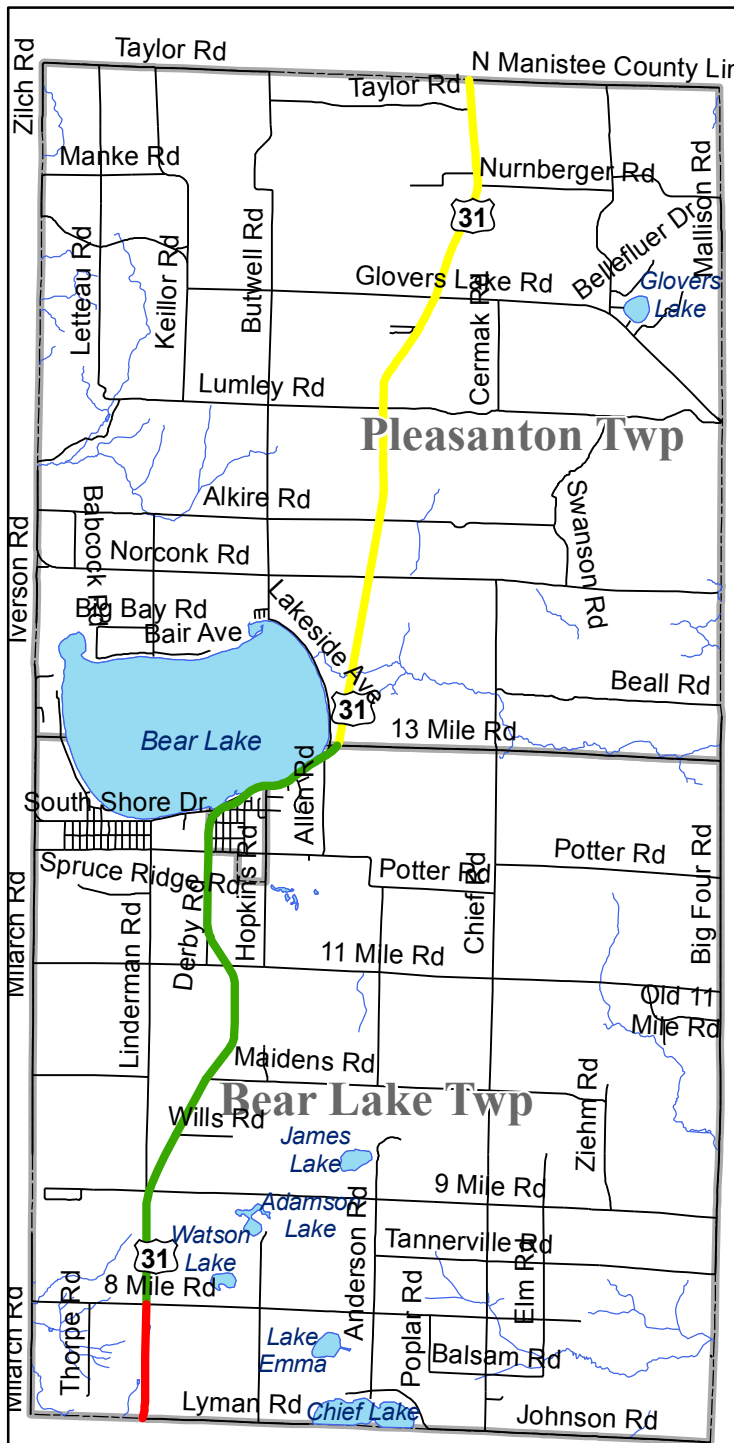 Taylor Rd
N Manistee County Lin
Zilch Rd
Taylor Rd
Manke Rd
Nurnberger Rd
Mallison Rd
31
Bellefluer Dr
Letteau Rd
Keillor Rd
Butwell Rd
Glovers Lake Rd
Glovers
Lake
Cermak Rd
Lumley Rd
Pleasanton Twp
Alkire Rd
Swanson Rd
Babcock Rd
Norconk Rd
Iverson Rd
Big Bay Rd
Bair Ave
E
Lakeside Ave
Beall Rd
31
13 Mile Rd
Bear Lake
South Shore Dr
Allen Rd
Hopkins Rd
Spruce Ridge Rd
Potter Rd
Potter Rd
Chief Rd
Big Four Rd
Milarch Rd
Derby Rd
Linderman Rd
11 Mile Rd
Old 11
Mile Rd
Maidens Rd
Bear Lake Twp
Wills Rd
Ziehm Rd
James
Lake
9 Mile Rd
Adamson
Lake
Anderson Rd
Watson
Lake
Tannerville Rd
31
8 Mile Rd
Elm Rd
Milarch Rd
Thorpe Rd
Poplar Rd
Lake
Emma
Balsam Rd
Lyman Rd
Chief Lake
Johnson Rd